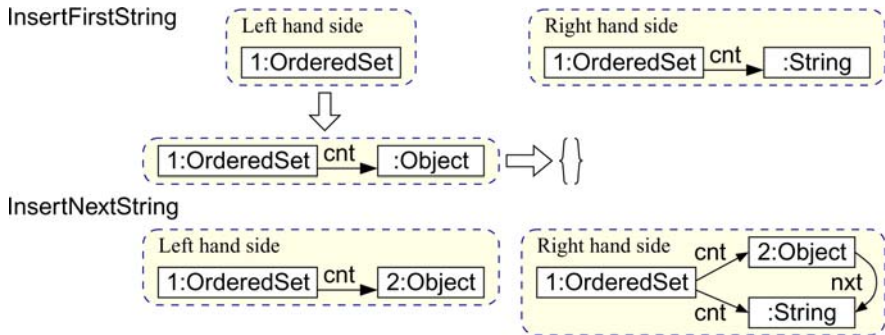 InsertFirstString
Left hand side
1:OrderedSet
Right hand side
1:OrderedSet cnt :String
1:OrderedSet cnt :Object {}
InsertNextString
Left hand side
1:OrderedSet cnt 2:Object
Right hand side
cnt 2:Object
1:OrderedSet
nxt
cnt :String